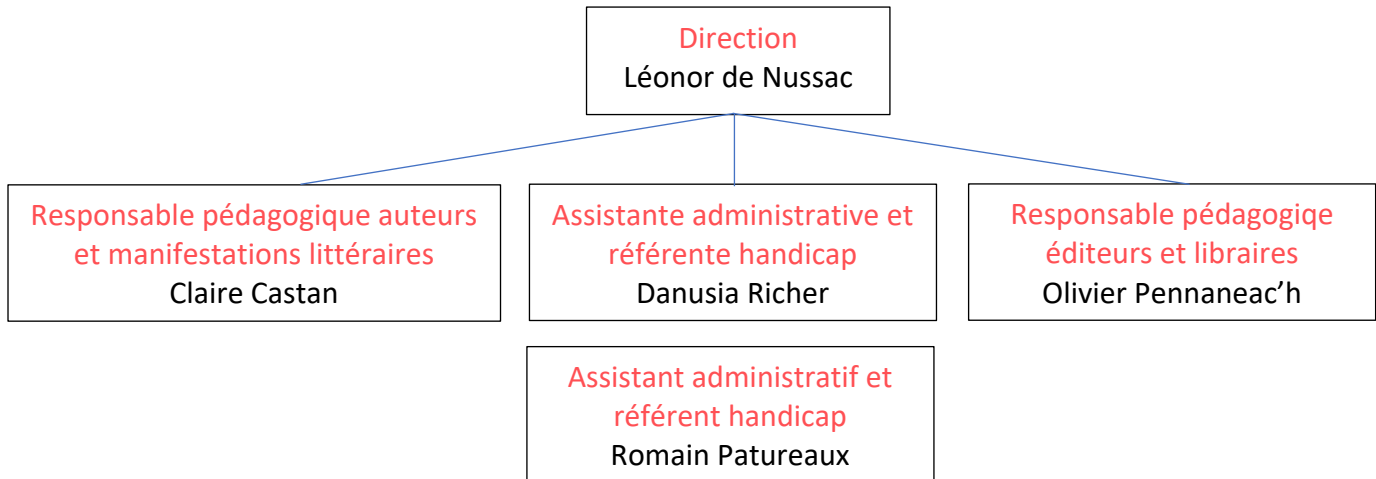 Direction
Léonor de Nussac
Responsable pédagogique auteurs
et manifestations littéraires
Claire Castan
Assistante administrative et
référente handicap
Danusia Richer
Responsable pédagogiqe
éditeurs et libraires
Olivier Pennaneac’h
Assistant administratif et
référent handicap
Romain Patureaux